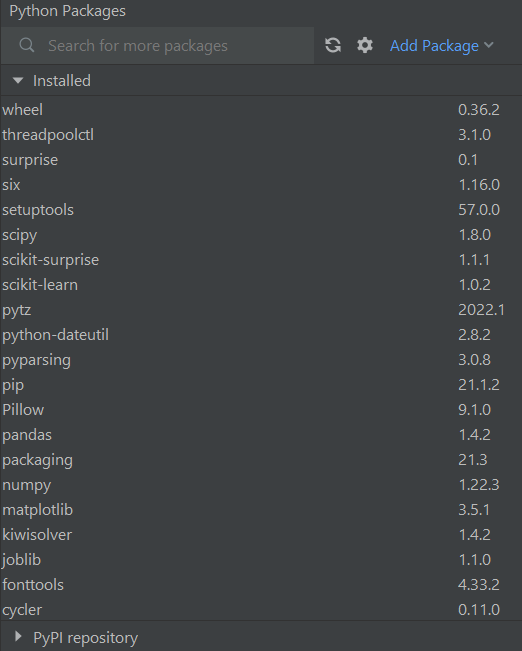 Python Packages
Search for more packages Add Package
Installed
wheel 0.36.2
threadpoolctl 3.1.0
surprise 0.1
six 1.16.0
setuptools 57.0.0
scipy 1.8.0
scikit-surprise 1.1.1
scikit-learn 1.0.2
pytz 2022.1
python-dateutil 2.8.2
pyparsing 3.0.8
pip 21.1.2
Pillow 9.1.0
pandas 1.4.2
packaging 21.3
numpy 1.22.3
matplotlib 3.5.1
kiwisolver 1.4.2
joblib 1.1.0
fonttools 4.33.2
cycler 0.11.0
PyPI repository